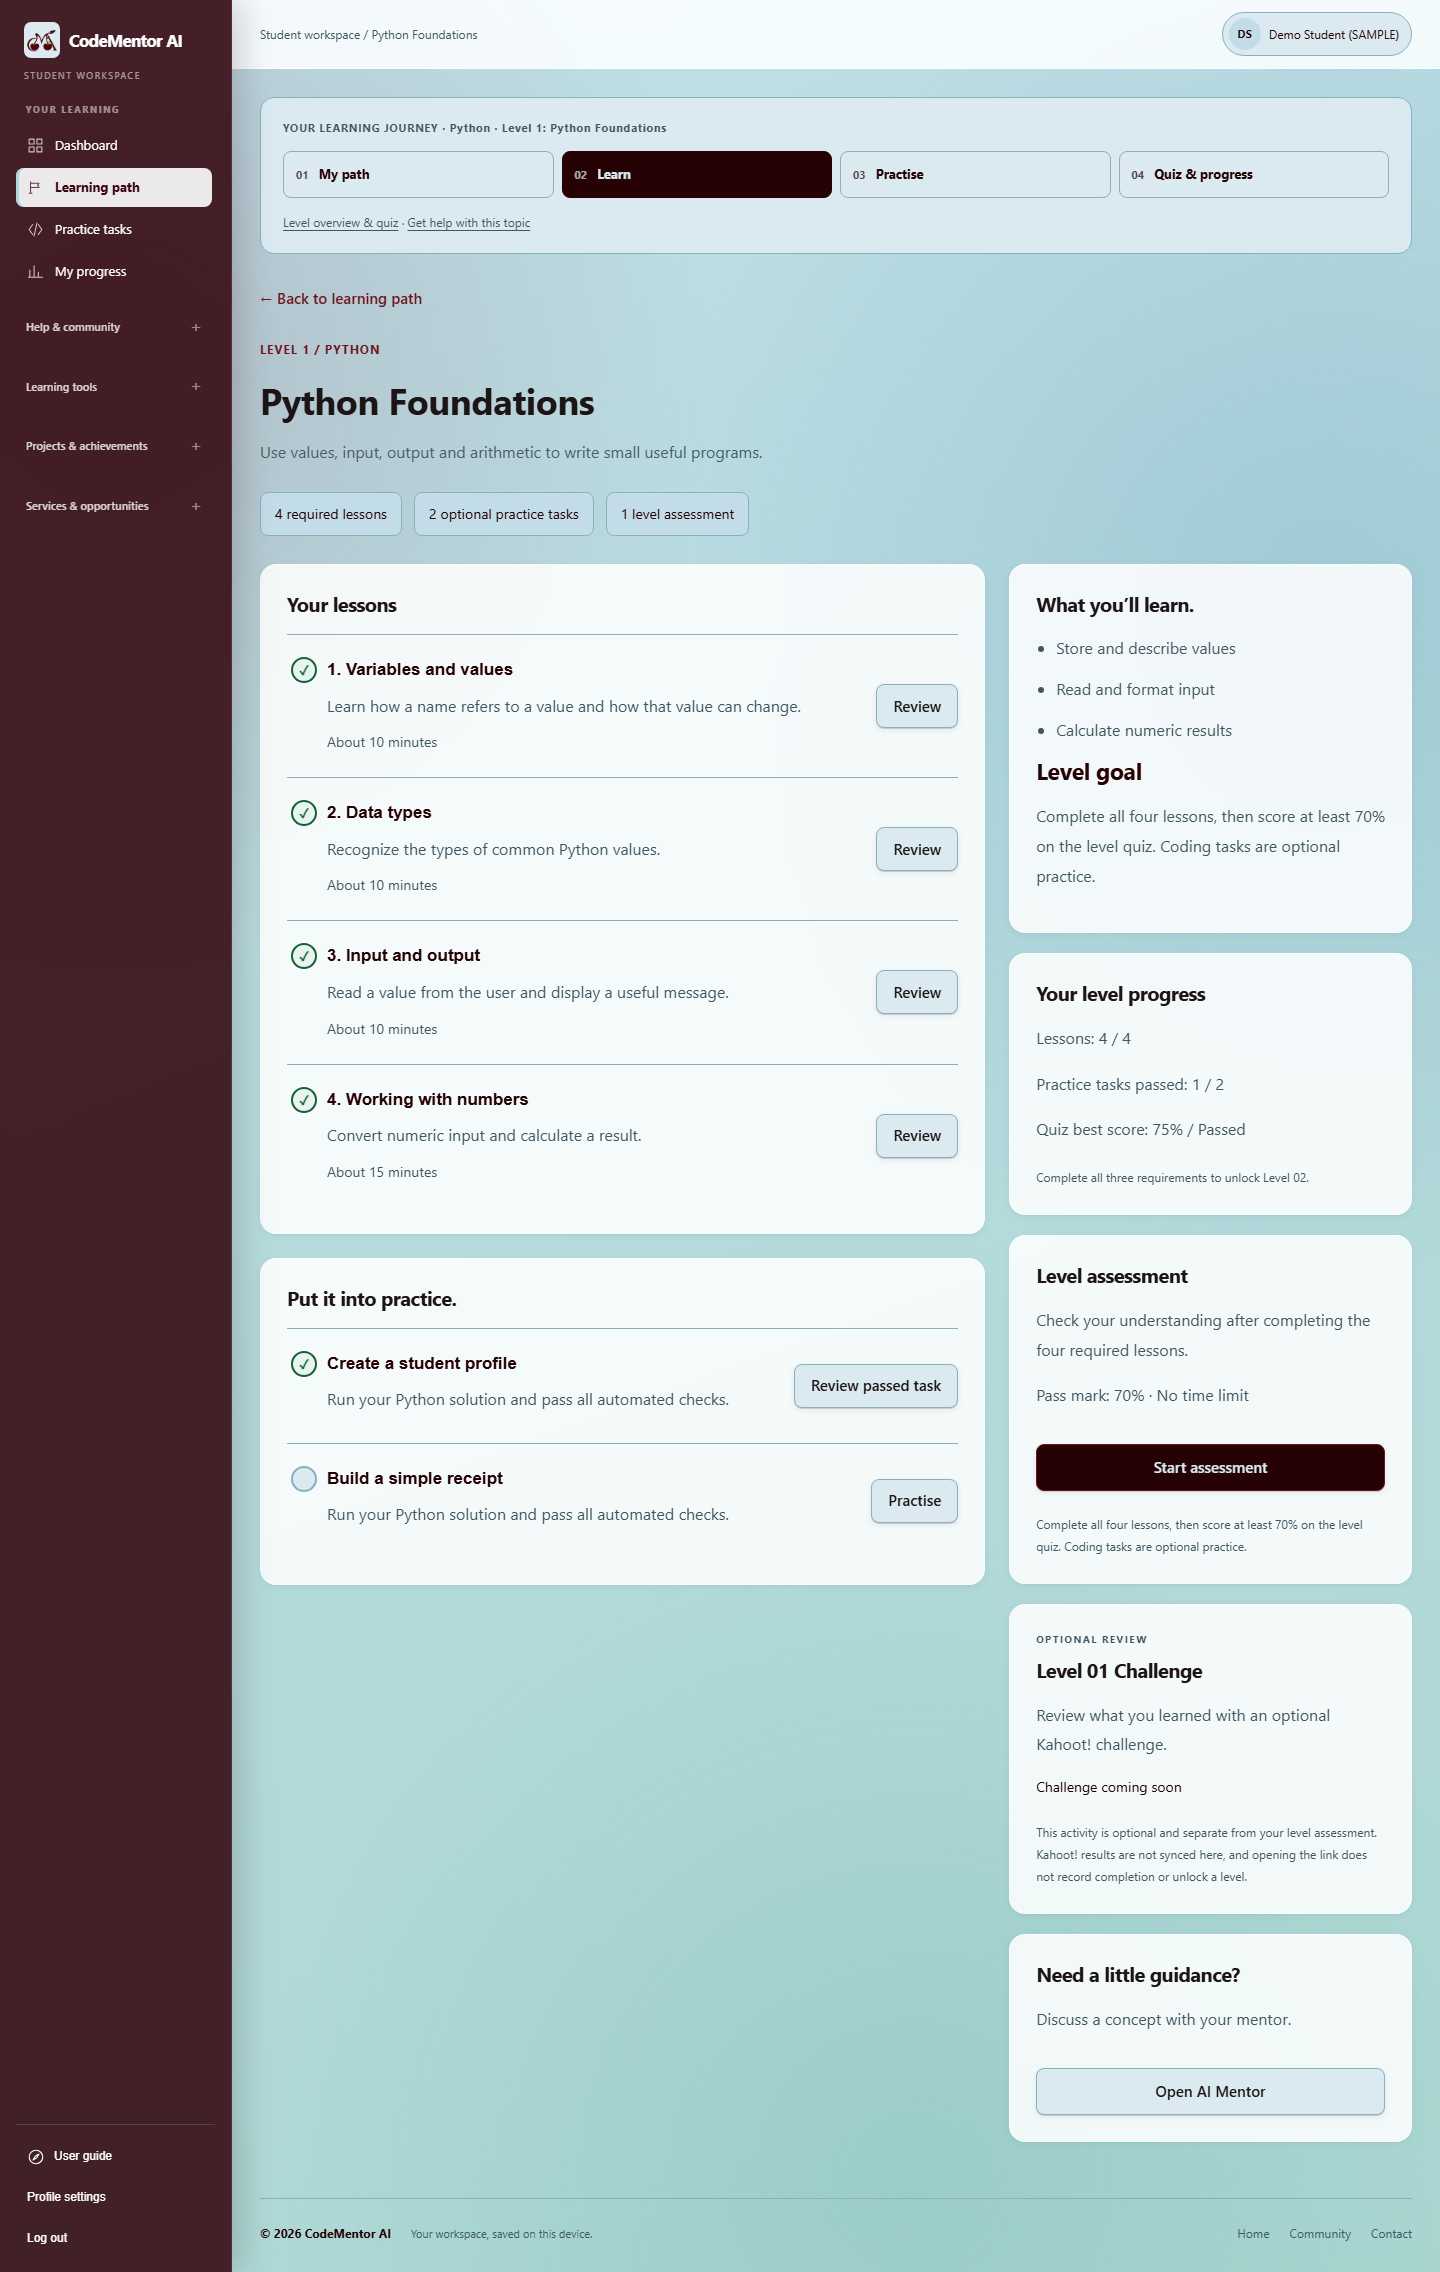 CodeMentor AI
STUDENT WORKSPACE
YOUR LEARNING
Dashboard
Learning path
Practice tasks
My progress
Help & community +
Learning tools +
Projects & achievements +
Services & opportunities +
User guide
Profile settings
Log out
Student workspace / Python Foundations
DS Demo Student (SAMPLE)
YOUR LEARNING JOURNEY · Python · Level 1: Python Foundations
01 My path
02 Learn
03 Practise
04 Quiz & progress
Level overview & quiz · Get help with this topic
← Back to learning path
LEVEL 1 / PYTHON
Python Foundations
Use values, input, output and arithmetic to write small useful programs.
4 required lessons
2 optional practice tasks
1 level assessment
Your lessons
✓ 1. Variables and values
Learn how a name refers to a value and how that value can change.
About 10 minutes
Review
✓ 2. Data types
Recognize the types of common Python values.
About 10 minutes
Review
✓ 3. Input and output
Read a value from the user and display a useful message.
About 10 minutes
Review
✓ 4. Working with numbers
Convert numeric input and calculate a result.
About 15 minutes
Review
Put it into practice.
✓ Create a student profile
Run your Python solution and pass all automated checks.
Review passed task
Build a simple receipt
Run your Python solution and pass all automated checks.
Practise
What you’ll learn.
• Store and describe values
• Read and format input
• Calculate numeric results
Level goal
Complete all four lessons, then score at least 70%
on the level quiz. Coding tasks are optional
practice.
Your level progress
Lessons: 4 / 4
Practice tasks passed: 1 / 2
Quiz best score: 75% / Passed
Complete all three requirements to unlock Level 02.
Level assessment
Check your understanding after completing the
four required lessons.
Pass mark: 70% · No time limit
Start assessment
Complete all four lessons, then score at least 70% on the level
quiz. Coding tasks are optional practice.
OPTIONAL REVIEW
Level 01 Challenge
Review what you learned with an optional
Kahoot! challenge.
Challenge coming soon
This activity is optional and separate from your level assessment.
Kahoot! results are not synced here, and opening the link does
not record completion or unlock a level.
Need a little guidance?
Discuss a concept with your mentor.
Open AI Mentor
© 2026 CodeMentor AI Your workspace, saved on this device.
Home Community Contact